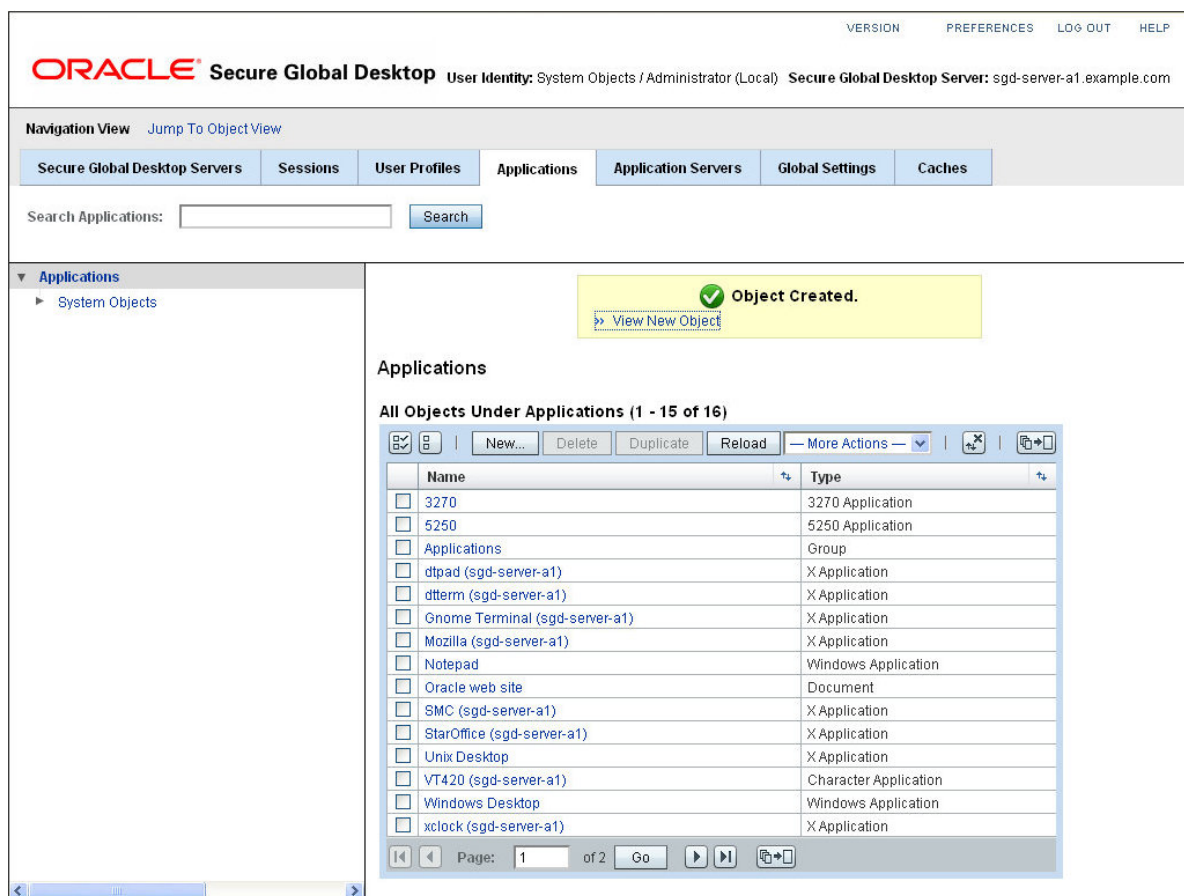 VERSION PREFERENCES LOG OUT HELP
ORACLE® Secure Global Desktop User Identity: System Objects / Administrator (Local) Secure Global Desktop Server: sgd-server-a1.example.com
Navigation View Jump To Object View
Secure Global Desktop Servers Sessions User Profiles Applications Application Servers Global Settings Caches
Search Applications: Search
Applications
System Objects
Object Created.
» View New Object
Applications
All Objects Under Applications (1 - 15 of 16)
New... Delete Duplicate Reload — More Actions —
Name Type
3270 3270 Application
5250 5250 Application
Applications Group
dtpad (sgd-server-a1) X Application
dtterm (sgd-server-a1) X Application
Gnome Terminal (sgd-server-a1) X Application
Mozilla (sgd-server-a1) X Application
Notepad Windows Application
Oracle web site Document
SMC (sgd-server-a1) X Application
StarOffice (sgd-server-a1) X Application
Unix Desktop X Application
VT420 (sgd-server-a1) Character Application
Windows Desktop Windows Application
xclock (sgd-server-a1) X Application
Page: 1 of 2 Go